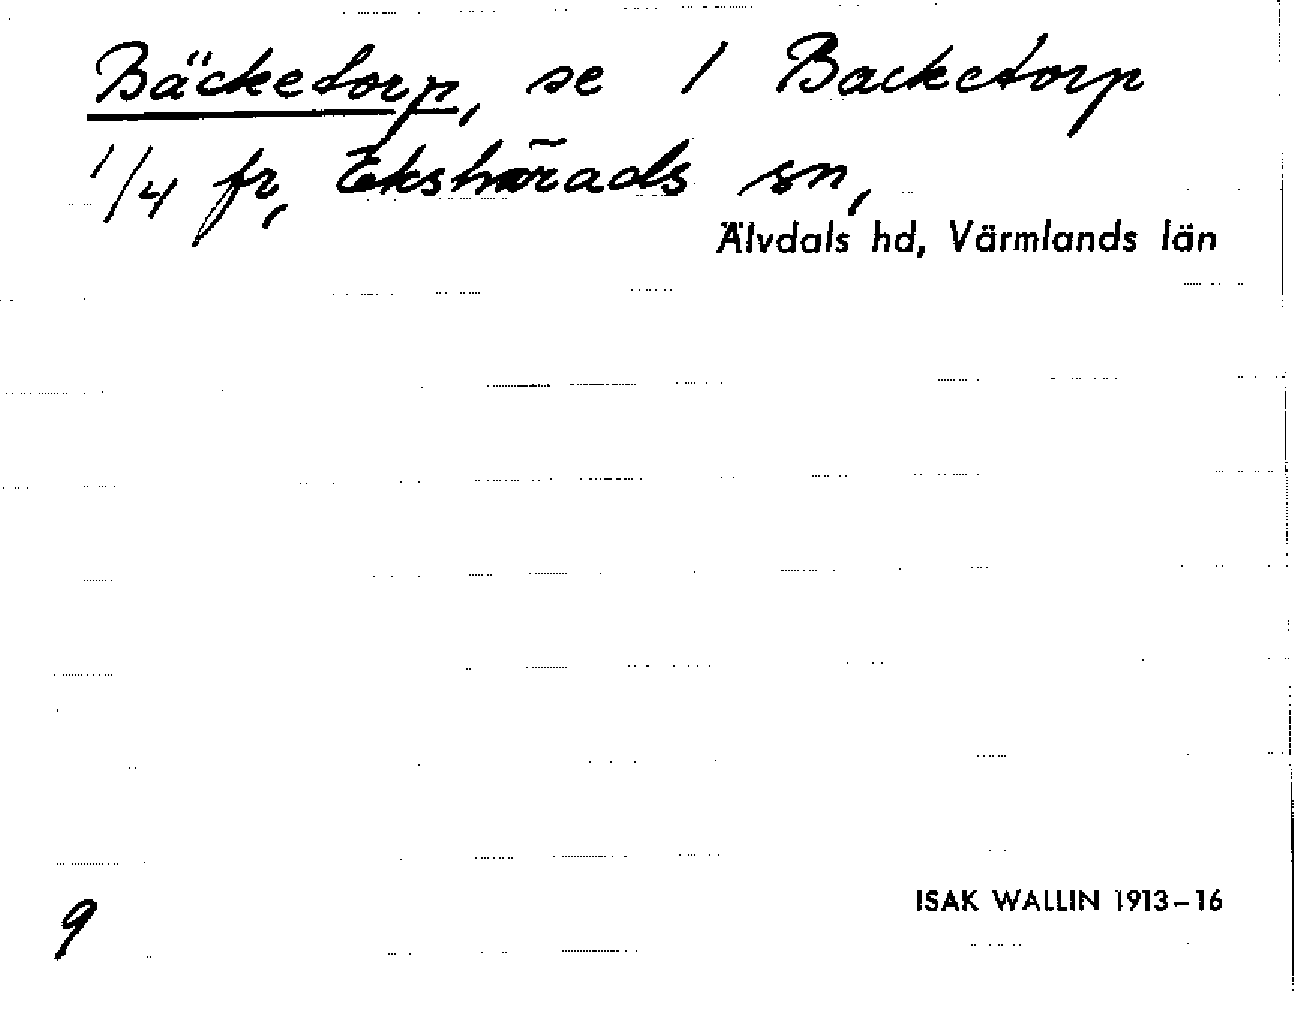 Bäcketorp, se 1 Backetorp
1/4 fr, Ekshärads sn,
Älvdals hd, Värmlands län
ISAK WALLIN 1913-16
9